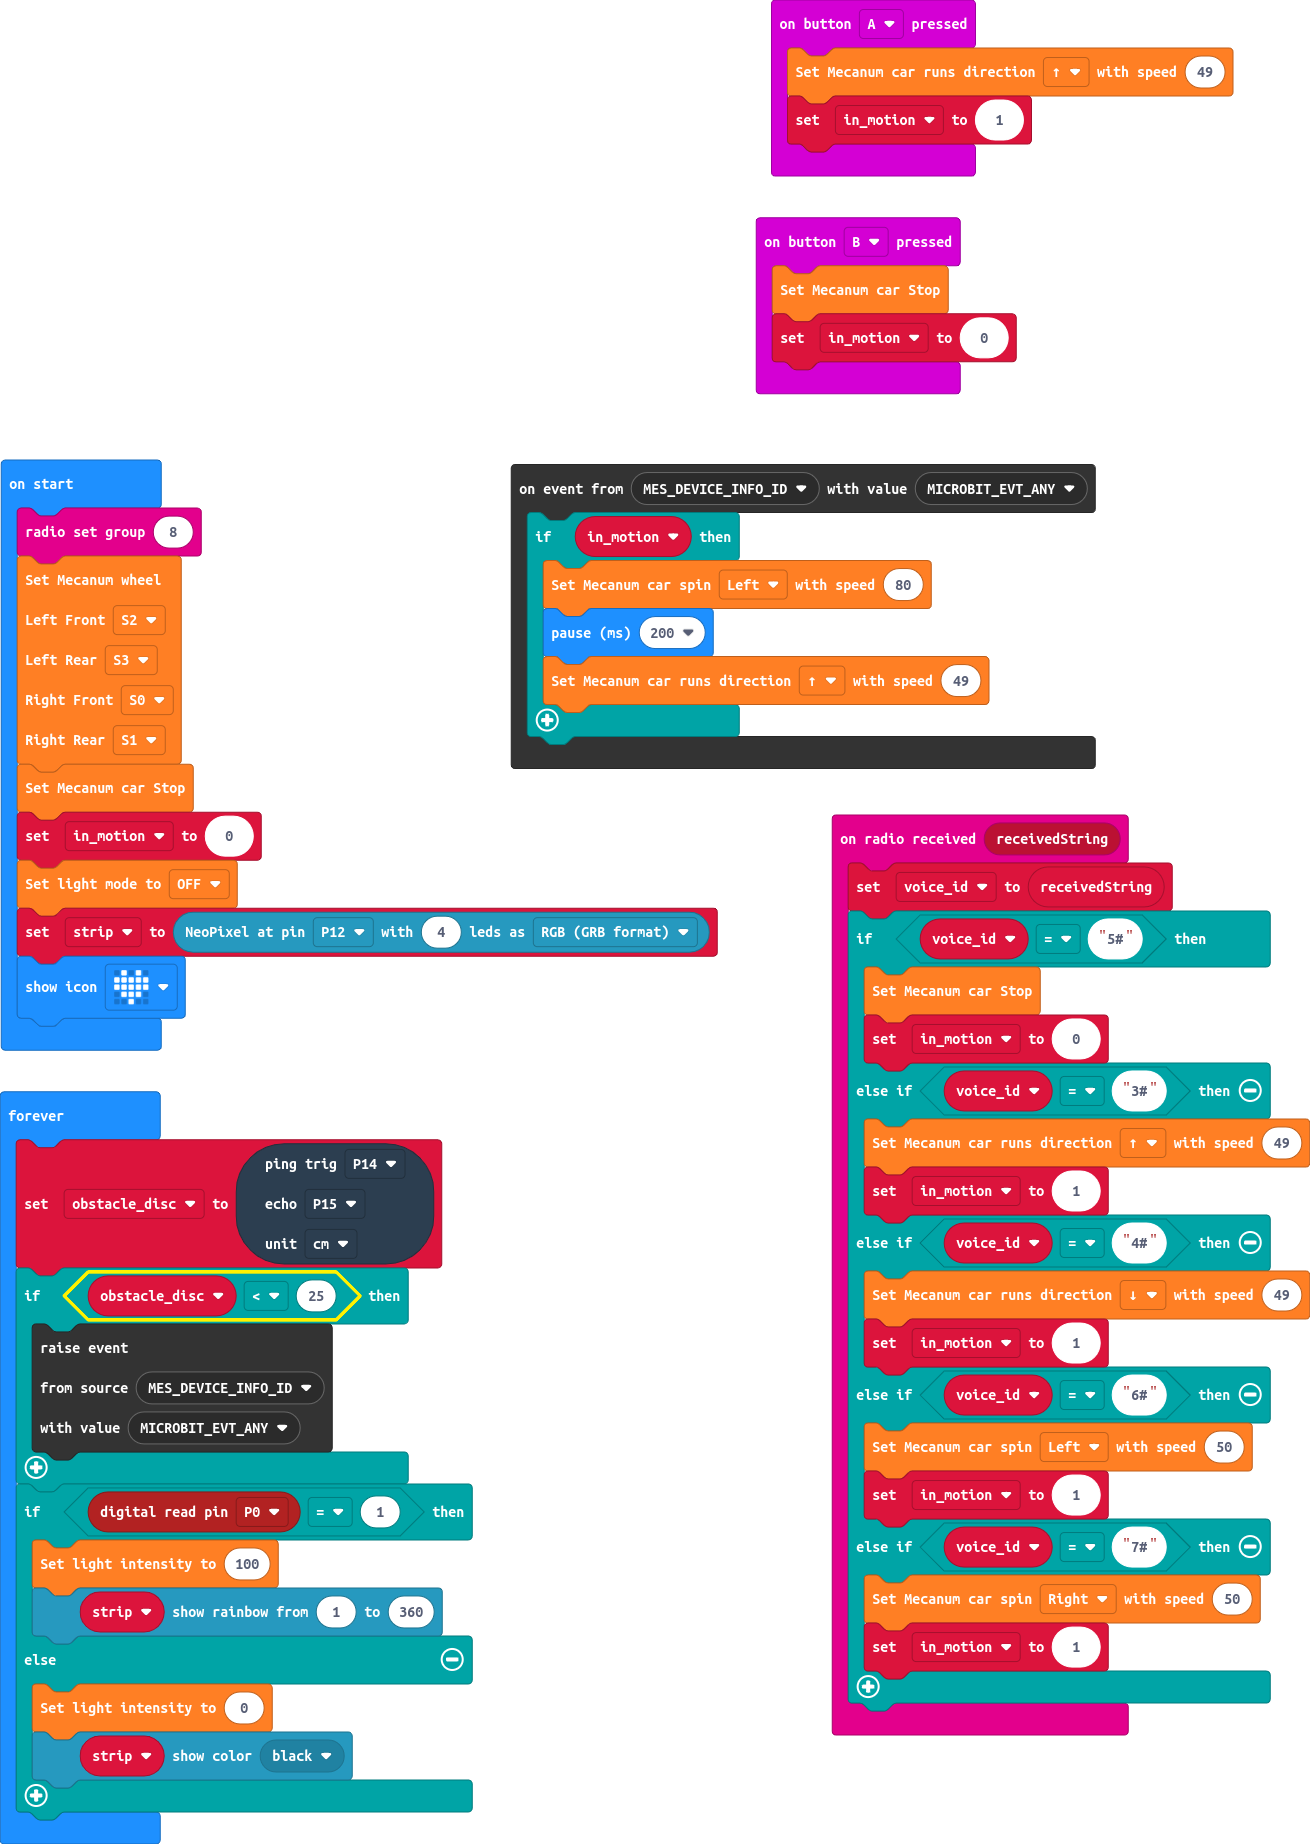 on button A pressed
Set Mecanum car runs direction ↑ with speed 49
set in_motion to 1
on button B pressed
Set Mecanum car Stop
set in_motion to 0
on start
radio set group 8
Set Mecanum wheel
Left Front S2
Left Rear S3
Right Front S0
Right Rear S1
Set Mecanum car Stop
set in_motion to 0
Set light mode to OFF
set strip to NeoPixel at pin P12 with 4 leds as RGB (GRB format)
show icon
on event from MES_DEVICE_INFO_ID with value MICROBIT_EVT_ANY
if in_motion then
Set Mecanum car spin Left with speed 80
pause (ms) 200
Set Mecanum car runs direction ↑ with speed 49
on radio received receivedString
set voice_id to receivedString
if voice_id = "5#" then
Set Mecanum car Stop
set in_motion to 0
else if voice_id = "3#" then
Set Mecanum car runs direction ↑ with speed 49
set in_motion to 1
else if voice_id = "4#" then
Set Mecanum car runs direction ↓ with speed 49
set in_motion to 1
else if voice_id = "6#" then
Set Mecanum car spin Left with speed 50
set in_motion to 1
else if voice_id = "7#" then
Set Mecanum car spin Right with speed 50
set in_motion to 1
forever
ping trig P14
set obstacle_disc to echo P15
unit cm
if obstacle_disc < 25 then
raise event
from source MES_DEVICE_INFO_ID
with value MICROBIT_EVT_ANY
if digital read pin P0 = 1 then
Set light intensity to 100
strip show rainbow from 1 to 360
else
Set light intensity to 0
strip show color black